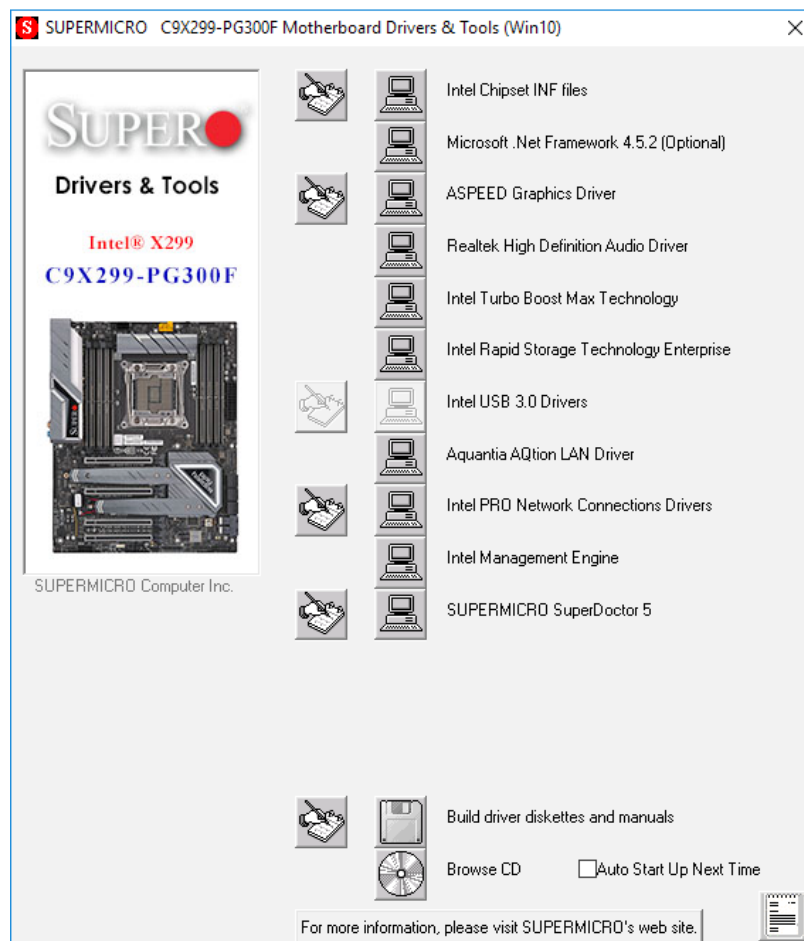 S SUPERMICRO C9X299-PG300F Motherboard Drivers & Tools (Win10)
SUPERO
Drivers & Tools
Intel® X299
C9X299-PG300F
SUPERMICRO Computer Inc.
Intel Chipset INF files
Microsoft .Net Framework 4.5.2 (Optional)
ASPEED Graphics Driver
Realtek High Definition Audio Driver
Intel Turbo Boost Max Technology
Intel Rapid Storage Technology Enterprise
Intel USB 3.0 Drivers
Aquantia AQtion LAN Driver
Intel PRO Network Connections Drivers
Intel Management Engine
SUPERMICRO SuperDoctor 5
Build driver diskettes and manuals
Browse CD
Auto Start Up Next Time
For more information, please visit SUPERMICRO's web site.